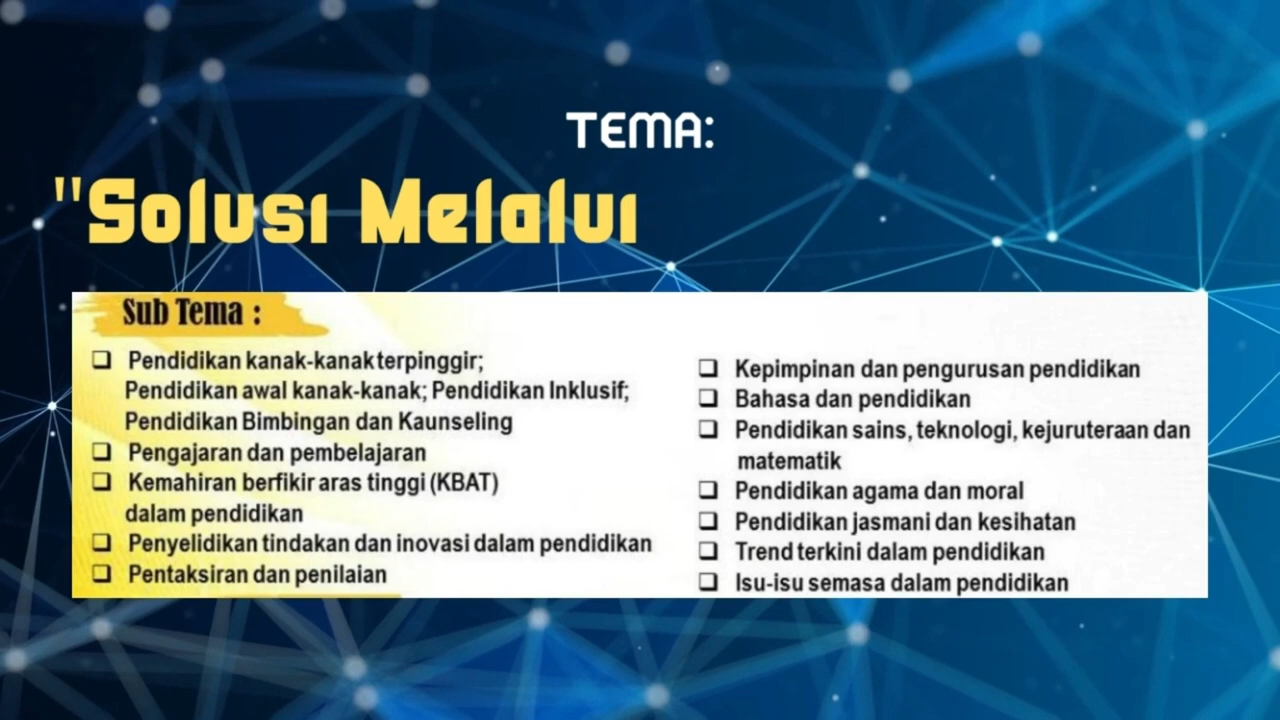 TEMA:
"Solusi Melalui
Sub Tema :
❑ Pendidikan kanak-kanak terpinggir;
Pendidikan awal kanak-kanak; Pendidikan Inklusif;
Pendidikan Bimbingan dan Kaunseling
❑ Pengajaran dan pembelajaran
❑ Kemahiran berfikir aras tinggi (KBAT)
dalam pendidikan
❑ Penyelidikan tindakan dan inovasi dalam pendidikan
❑ Pentaksiran dan penilaian
❑ Kepimpinan dan pengurusan pendidikan
❑ Bahasa dan pendidikan
❑ Pendidikan sains, teknologi, kejuruteraan dan
matematik
❑ Pendidikan agama dan moral
❑ Pendidikan jasmani dan kesihatan
❑ Trend terkini dalam pendidikan
❑ Isu-isu semasa dalam pendidikan